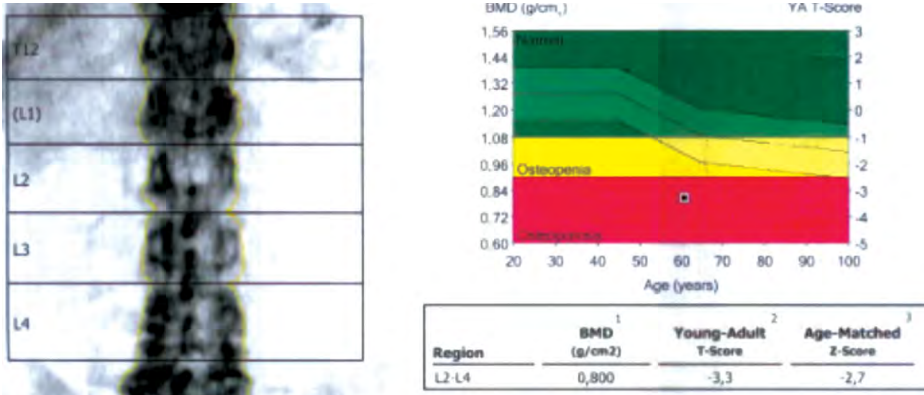 T12
(L1)
L2
L3
L4
BMD (g/cm²) YA T-Score
1.56 3
1.44 2
1.32 1
1.20 0
1.08 -1
0.96 -2
0.84 -3
0.72 -4
0.60 -5
Normal
Osteopenia
20 30 40 50 60 70 80 90 100
Age (years)
1 2 3
BMD Young-Adult Age-Matched
Region (g/cm2) T-Score Z-Score
L2-L4 0,800 -3,3 -2,7